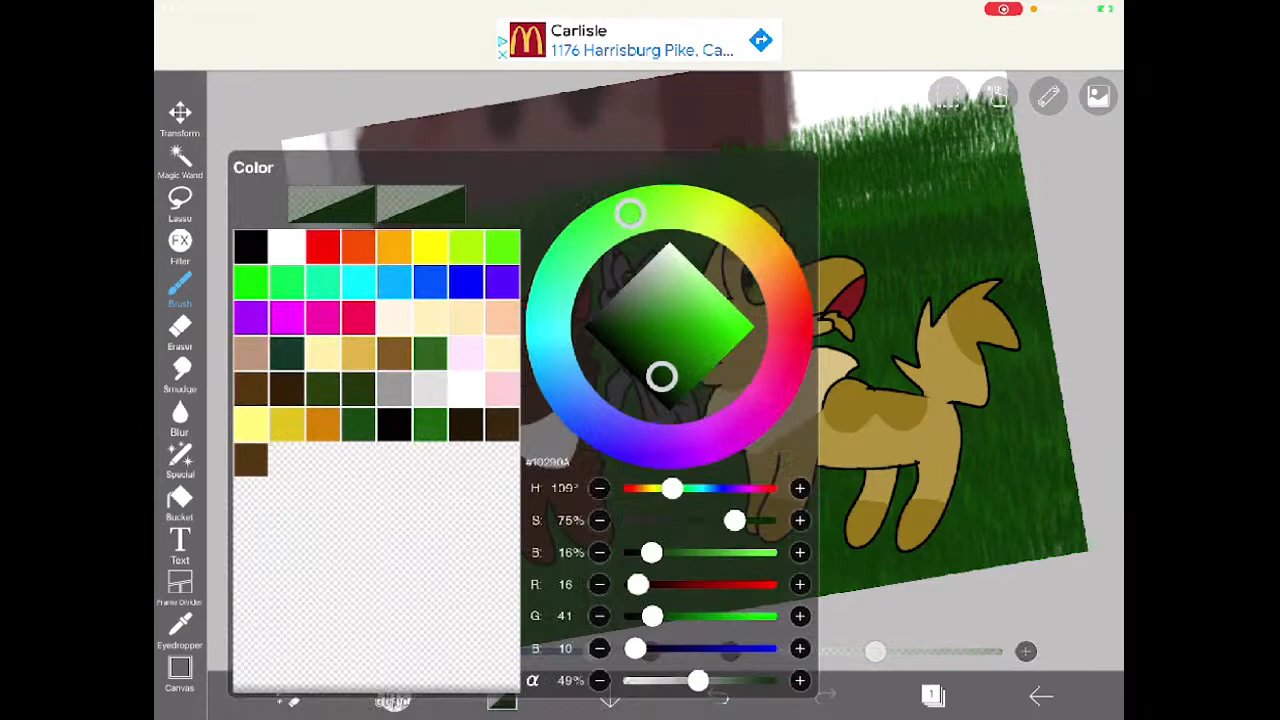 Carlisle
1176 Harrisburg Pike, Ca...
Transform
Magic Wand
Lasso
FX
Filter
Brush
Eraser
Smudge
Blur
Special
Bucket
T
Text
Frame Divider
Eyedropper
Canvas
Color
#10290A
H: 109°
S: 75%
B: 16%
R: 16
G: 41
B: 10
α 49%
1